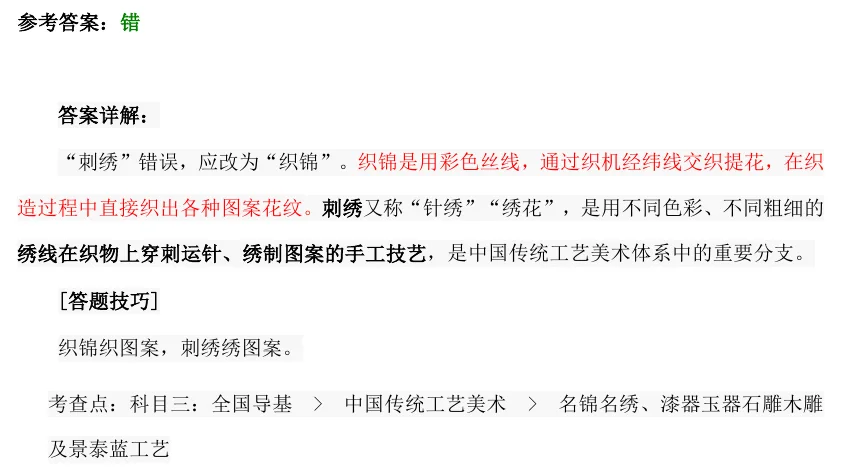 参考答案：错
答案详解：
“刺绣”错误，应改为“织锦”。织锦是用彩色丝线，通过织机经纬线交织提花，在织
造过程中直接织出各种图案花纹。刺绣又称“针绣”“绣花”，是用不同色彩、不同粗细的
绣线在织物上穿刺运针、绣制图案的手工技艺，是中国传统工艺美术体系中的重要分支。
[答题技巧]
织锦织图案，刺绣绣图案。
考查点：科目三：全国导基 > 中国传统工艺美术 > 名锦名绣、漆器玉器石雕木雕
及景泰蓝工艺